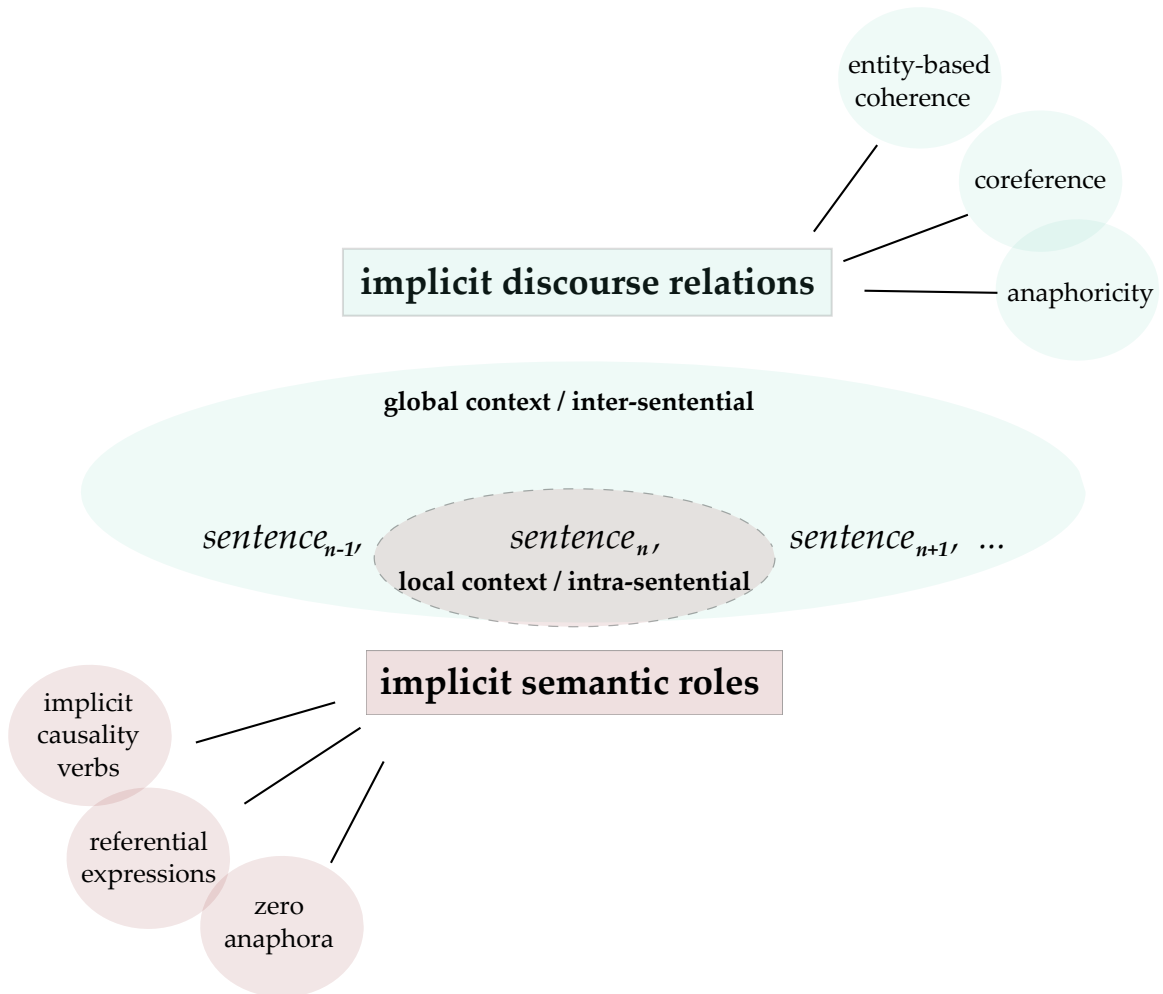 entity-based
coherence
coreference
implicit discourse relations
anaphoricity
global context / inter-sentential
sentence_{n-1}, sentence_n, sentence_{n+1}, ...
local context / intra-sentential
implicit semantic roles
implicit
causality
verbs
referential
expressions
zero
anaphora